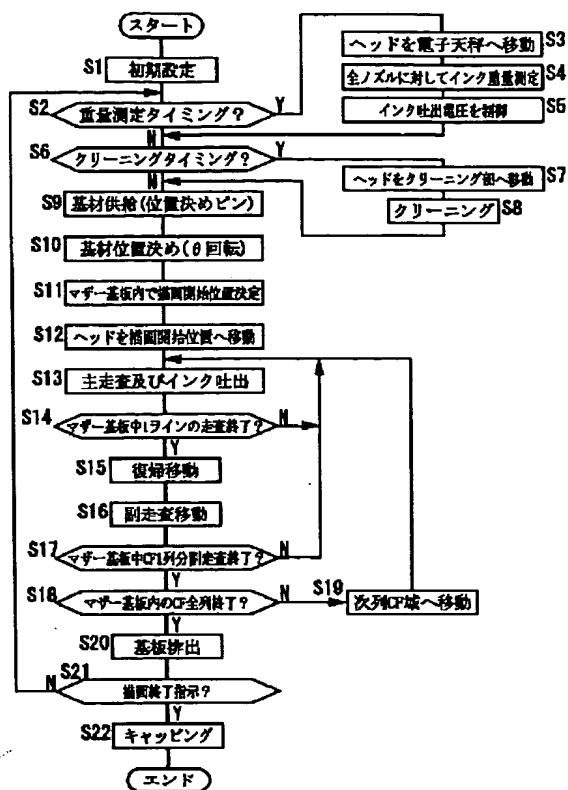 スタート
S1 初期設定
S2 重量測定タイミング? Y
N
ヘッドを電子天秤へ移動 S3
全ノズルに対してインク重量測定 S4
インク吐出電圧を制御 S5
S6 クリーニングタイミング? Y
N
ヘッドをクリーニング部へ移動 S7
クリーニング S8
S9 基材供給(位置決めピン)
S10 基材位置決め(θ回転)
S11 マザー基板内で描画開始位置決定
S12 ヘッドを描画開始位置へ移動
S13 主走査及びインク吐出
S14 マザー基板中1ラインの走査終了? N
Y
S15 復帰移動
S16 副走査移動
S17 マザー基板中CF1列分副走査終了? N
Y
S18 マザー基板内のCF全列終了? N
S19 次列CF域へ移動
Y
S20 基板排出
S21
N 描画終了指示?
Y
S22 キャッピング
エンド